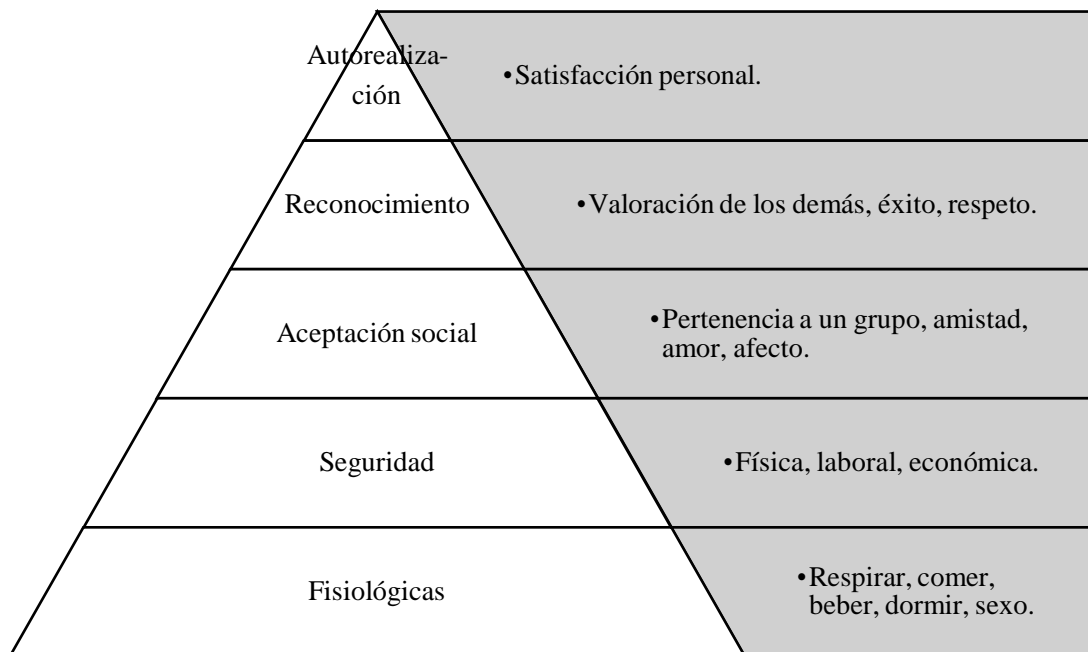 Autorealiza-
ción
•Satisfacción personal.
Reconocimiento
•Valoración de los demás, éxito, respeto.
Aceptación social
•Pertenencia a un grupo, amistad,
amor, afecto.
Seguridad
•Física, laboral, económica.
Fisiológicas
•Respirar, comer,
beber, dormir, sexo.